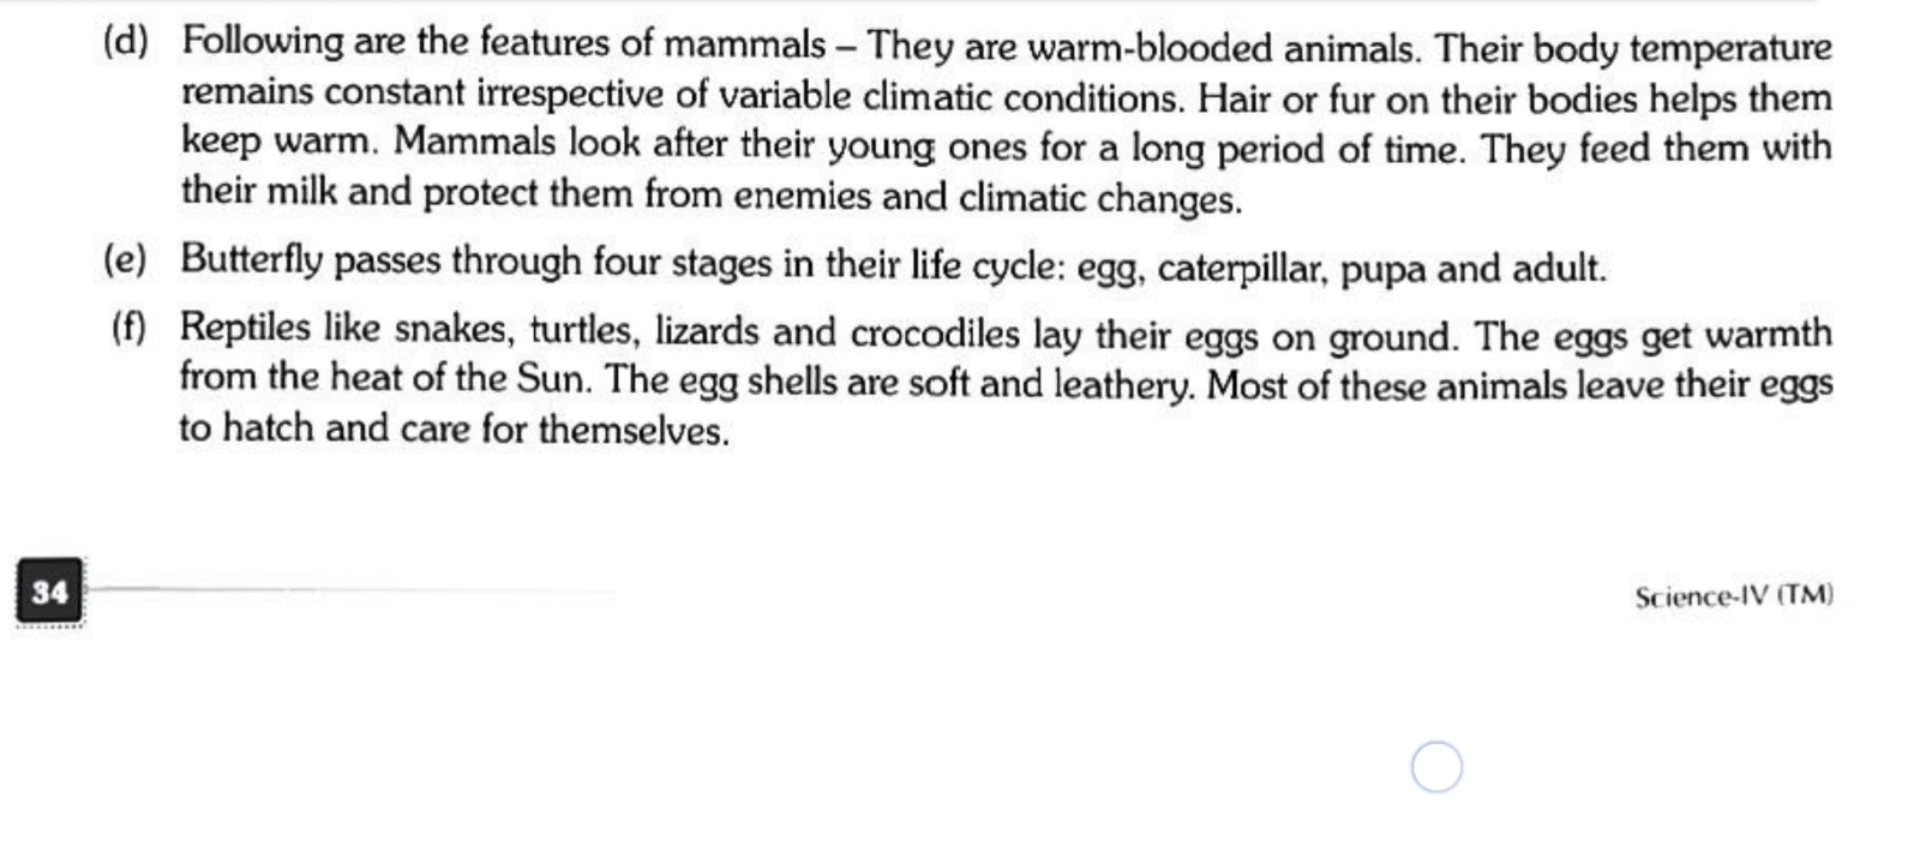 (d) Following are the features of mammals – They are warm-blooded animals. Their body temperature
remains constant irrespective of variable climatic conditions. Hair or fur on their bodies helps them
keep warm. Mammals look after their young ones for a long period of time. They feed them with
their milk and protect them from enemies and climatic changes.
(e) Butterfly passes through four stages in their life cycle: egg, caterpillar, pupa and adult.
(f) Reptiles like snakes, turtles, lizards and crocodiles lay their eggs on ground. The eggs get warmth
from the heat of the Sun. The egg shells are soft and leathery. Most of these animals leave their eggs
to hatch and care for themselves.
34
Science-IV (TM)